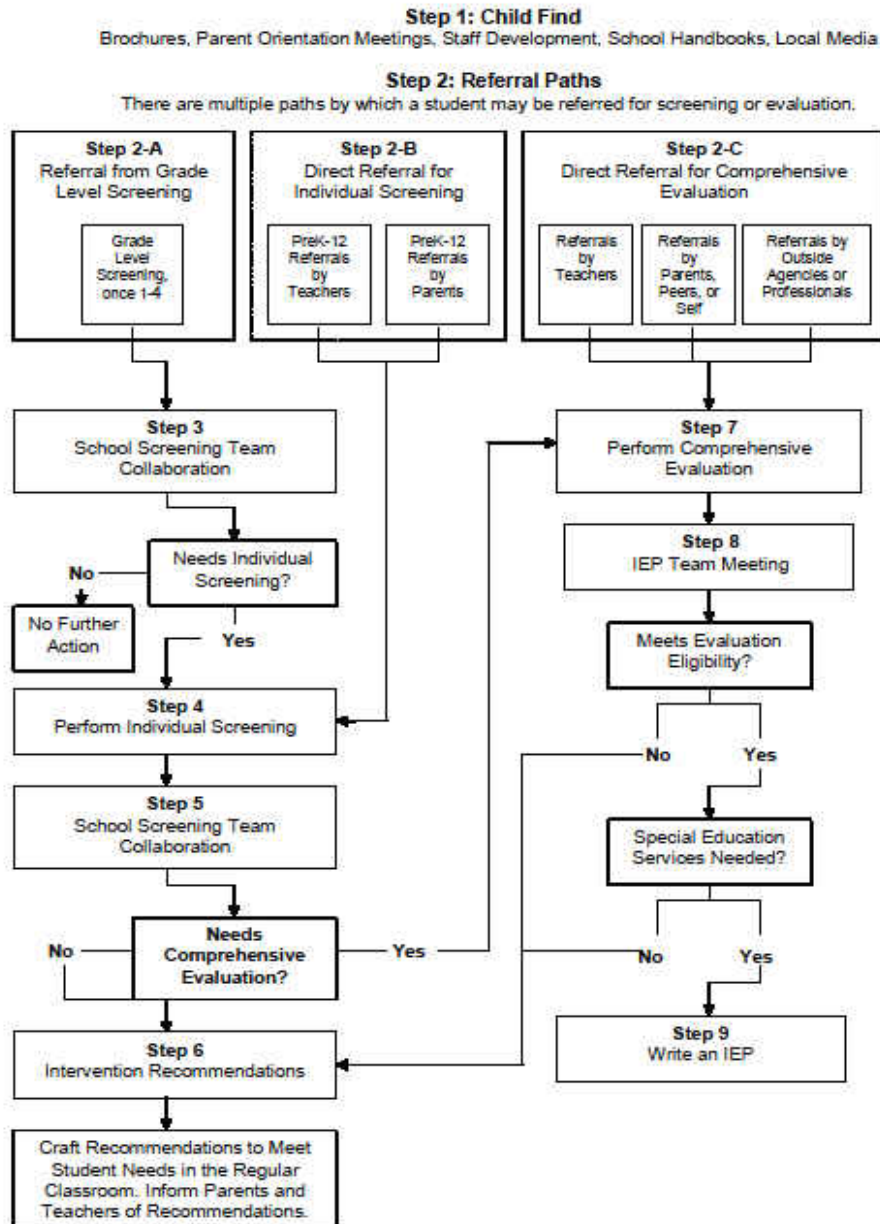 Step 1: Child Find
Brochures, Parent Orientation Meetings, Staff Development, School Handbooks, Local Media
Step 2: Referral Paths
There are multiple paths by which a student may be referred for screening or evaluation.
Step 2-A
Referral from Grade
Level Screening
Grade
Level
Screening,
once 1-4
Step 2-B
Direct Referral for
Individual Screening
PreK-12
Referrals
by
Teachers
PreK-12
Referrals
by
Parents
Step 2-C
Direct Referral for Comprehensive
Evaluation
Referrals
by
Teachers
Referrals
by
Parents,
Peers, or
Self
Referrals by
Outside
Agencies or
Professionals
Step 3
School Screening Team
Collaboration
Needs Individual
Screening?
No
No Further
Action
Yes
Step 4
Perform Individual Screening
Step 5
School Screening Team
Collaboration
Needs
Comprehensive
Evaluation?
No
Yes
Step 6
Intervention Recommendations
Craft Recommendations to Meet
Student Needs in the Regular
Classroom. Inform Parents and
Teachers of Recommendations.
Step 7
Perform Comprehensive
Evaluation
Step 8
IEP Team Meeting
Meets Evaluation
Eligibility?
No
Yes
Special Education
Services Needed?
No
Yes
Step 9
Write an IEP